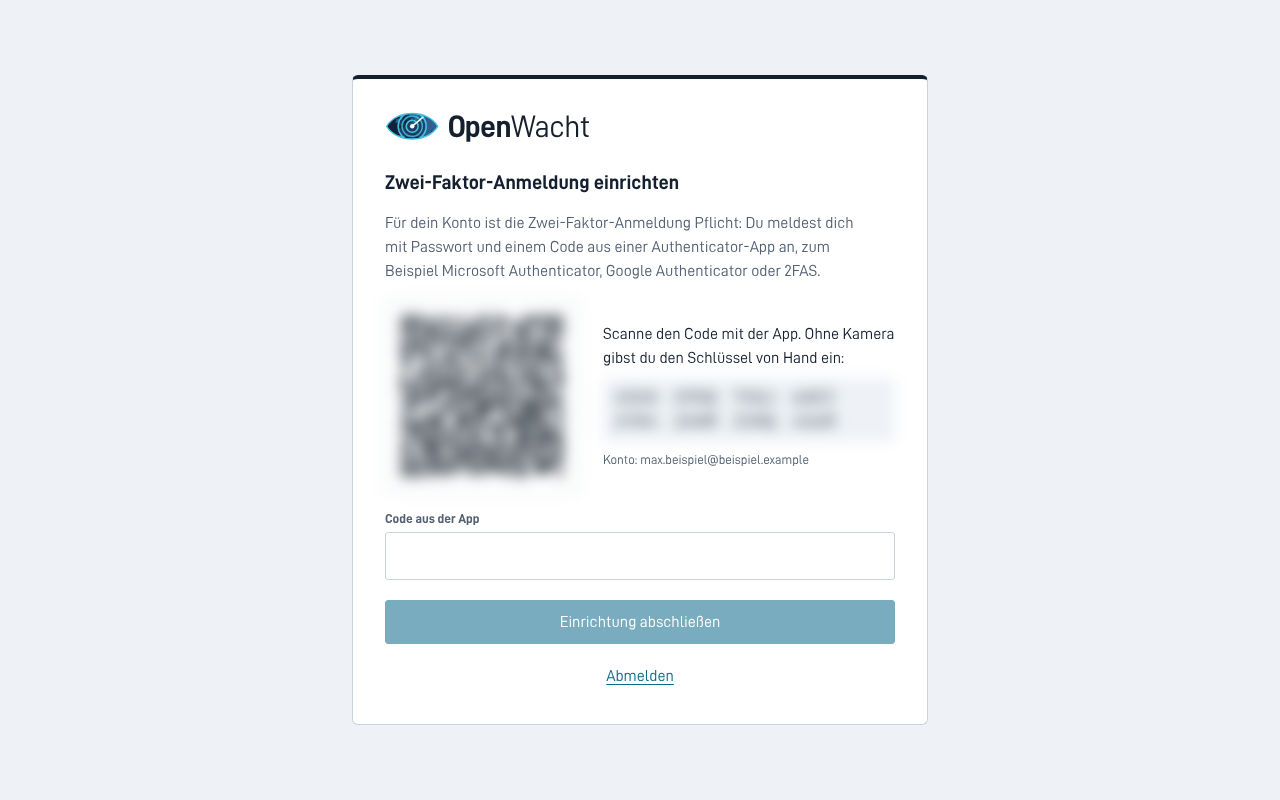 OpenWacht
Zwei-Faktor-Anmeldung einrichten
Für dein Konto ist die Zwei-Faktor-Anmeldung Pflicht: Du meldest dich
mit Passwort und einem Code aus einer Authenticator-App an, zum
Beispiel Microsoft Authenticator, Google Authenticator oder 2FAS.
Scanne den Code mit der App. Ohne Kamera
gibst du den Schlüssel von Hand ein:
Konto: max.beispiel@beispiel.example
Code aus der App
Einrichtung abschließen
Abmelden